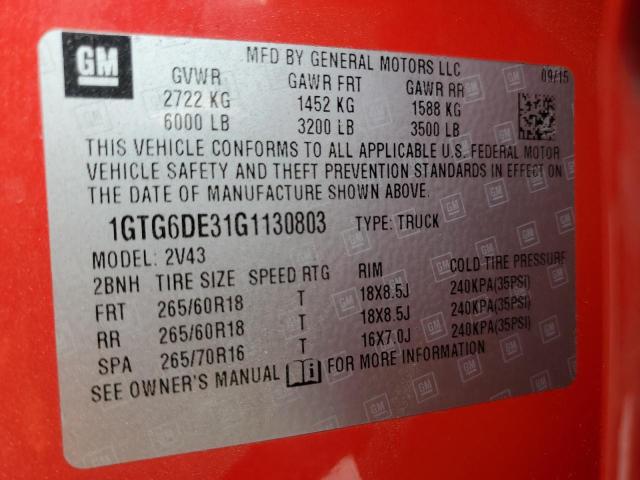 GM
MFD BY GENERAL MOTORS LLC
09/15
GVWR GAWR FRT GAWR RR
2722 KG 1452 KG 1588 KG
6000 LB 3200 LB 3500 LB
THIS VEHICLE CONFORMS TO ALL APPLICABLE U.S. FEDERAL MOTOR
VEHICLE SAFETY AND THEFT PREVENTION STANDARDS IN EFFECT ON
THE DATE OF MANUFACTURE SHOWN ABOVE.
1GTG6DE31G1130803 TYPE: TRUCK
MODEL: 2V43
2BNH TIRE SIZE SPEED RTG RIM COLD TIRE PRESSURE
FRT 265/60R18 T 18X8.5J 240KPA(35PSI)
RR 265/60R18 T 18X8.5J 240KPA(35PSI)
SPA 265/70R16 T 16X7.0J 240KPA(35PSI)
SEE OWNER'S MANUAL i FOR MORE INFORMATION